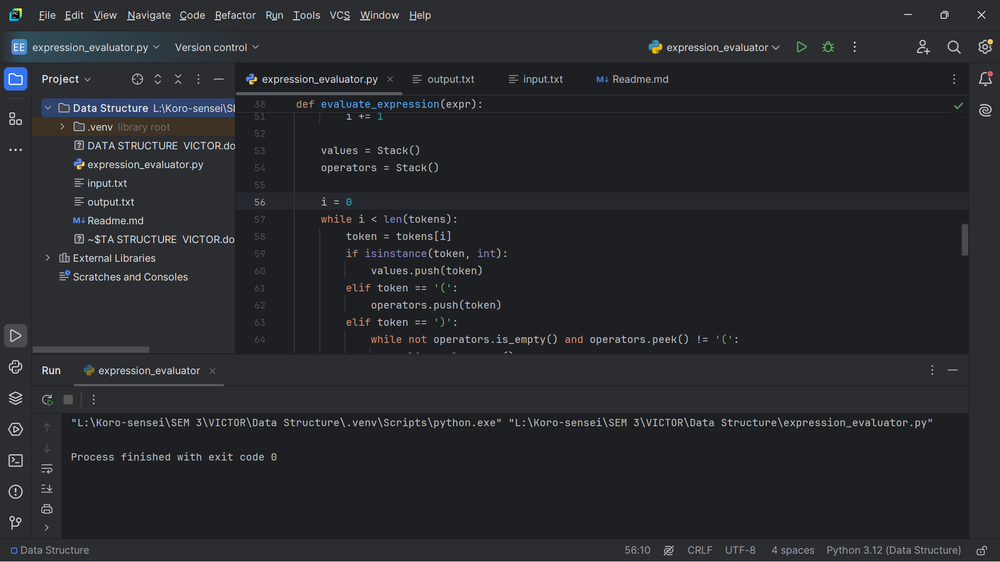 PC
File Edit View Navigate Code Refactor Run Tools VCS Window Help
EE expression_evaluator.py Version control expression_evaluator
Project
expression_evaluator.py output.txt input.txt M↓ Readme.md
Data Structure L:\Koro-sensei\SE
.venv library root
DATA STRUCTURE VICTOR.do
expression_evaluator.py
input.txt
output.txt
M↓ Readme.md
~$TA STRUCTURE VICTOR.do
External Libraries
Scratches and Consoles
38 def evaluate_expression(expr):
51 i += 1
52
53 values = Stack()
54 operators = Stack()
55
56 i = 0
57 while i < len(tokens):
58 token = tokens[i]
59 if isinstance(token, int):
60 values.push(token)
61 elif token == '(':
62 operators.push(token)
63 elif token == ')':
64 while not operators.is_empty() and operators.peek() != '(':
Run expression_evaluator
"L:\Koro-sensei\SEM 3\VICTOR\Data Structure\.venv\Scripts\python.exe" "L:\Koro-sensei\SEM 3\VICTOR\Data Structure\expression_evaluator.py"
Process finished with exit code 0
Data Structure 56:10 CRLF UTF-8 4 spaces Python 3.12 (Data Structure)